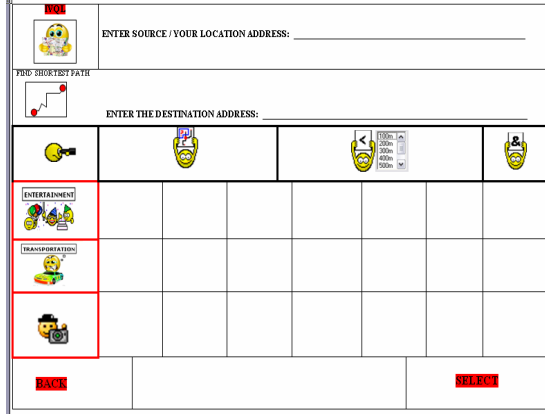 IVQL
ENTER SOURCE / YOUR LOCATION ADDRESS:
FIND SHORTEST PATH
ENTER THE DESTINATION ADDRESS:
?
<
100m
200m
300m
400m
500m
&
ENTERTAINMENT
TRANSPORTATION
BACK
SELECT